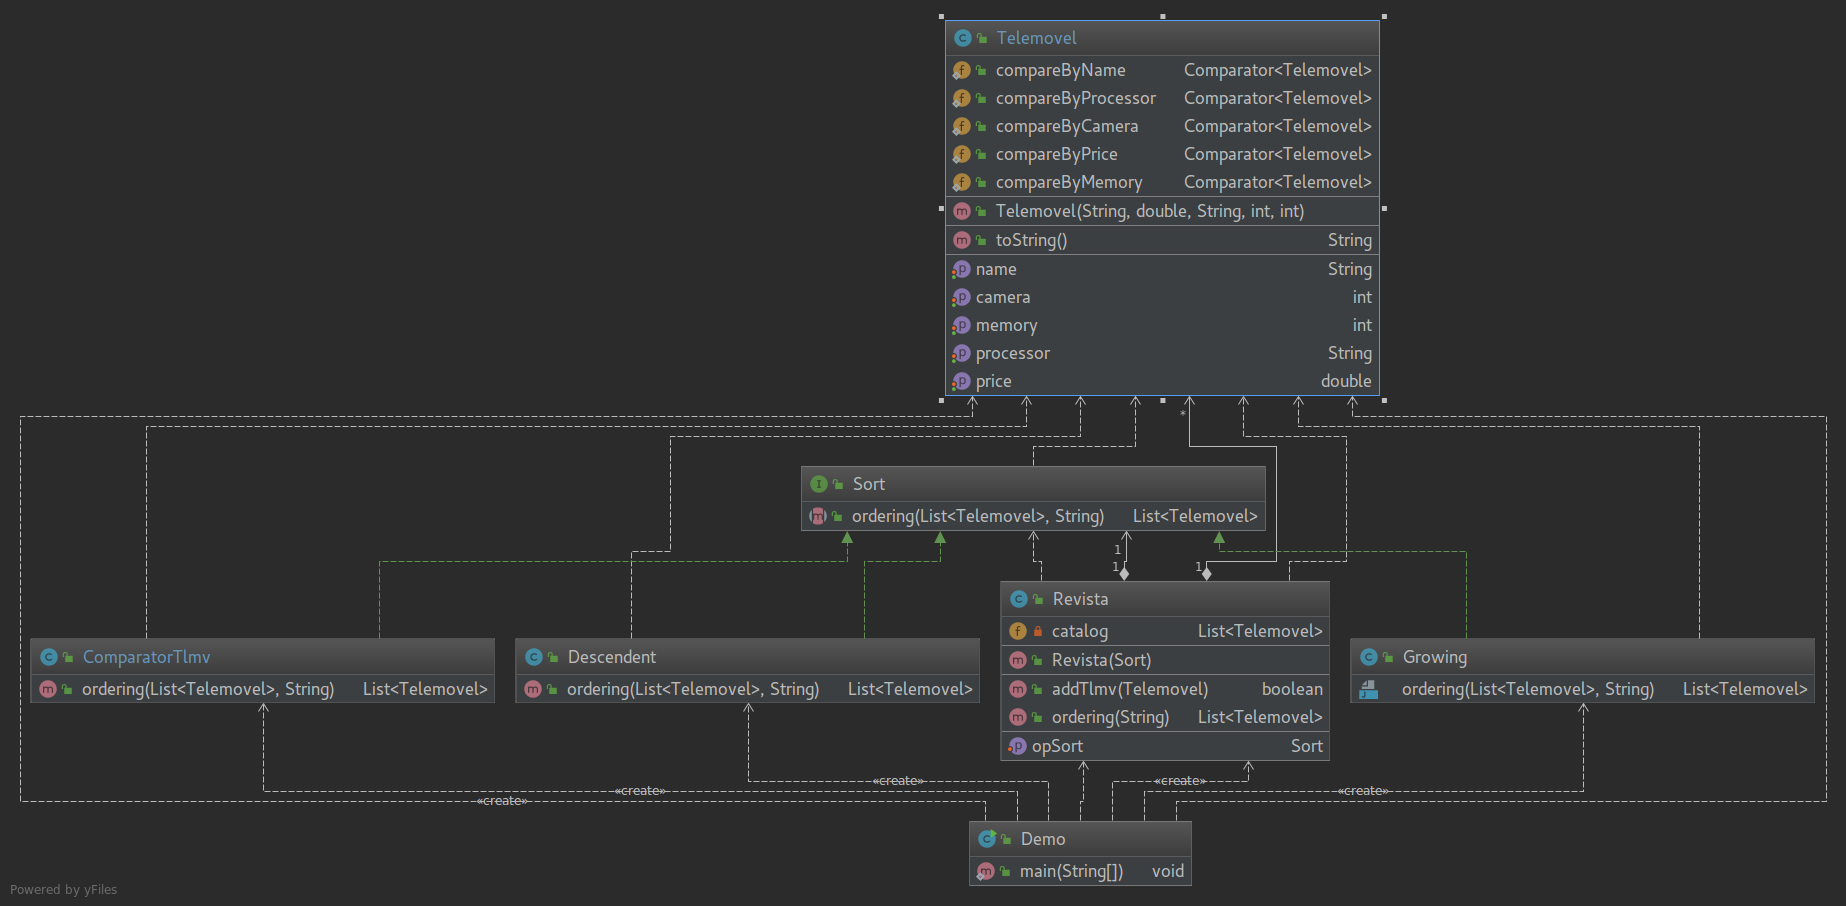 Telemovel
compareByName Comparator<Telemovel>
compareByProcessor Comparator<Telemovel>
compareByCamera Comparator<Telemovel>
compareByPrice Comparator<Telemovel>
compareByMemory Comparator<Telemovel>
Telemovel(String, double, String, int, int)
toString() String
name String
camera int
memory int
processor String
price double
*
Sort
ordering(List<Telemovel>, String) List<Telemovel>
1
1
1
Revista
catalog List<Telemovel>
Revista(Sort)
addTlmv(Telemovel) boolean
ordering(String) List<Telemovel>
opSort Sort
ComparatorTlmv
ordering(List<Telemovel>, String) List<Telemovel>
Descendent
ordering(List<Telemovel>, String) List<Telemovel>
Growing
ordering(List<Telemovel>, String) List<Telemovel>
«create»
«create»
«create»
«create»
«create»
Demo
main(String[]) void
Powered by yFiles